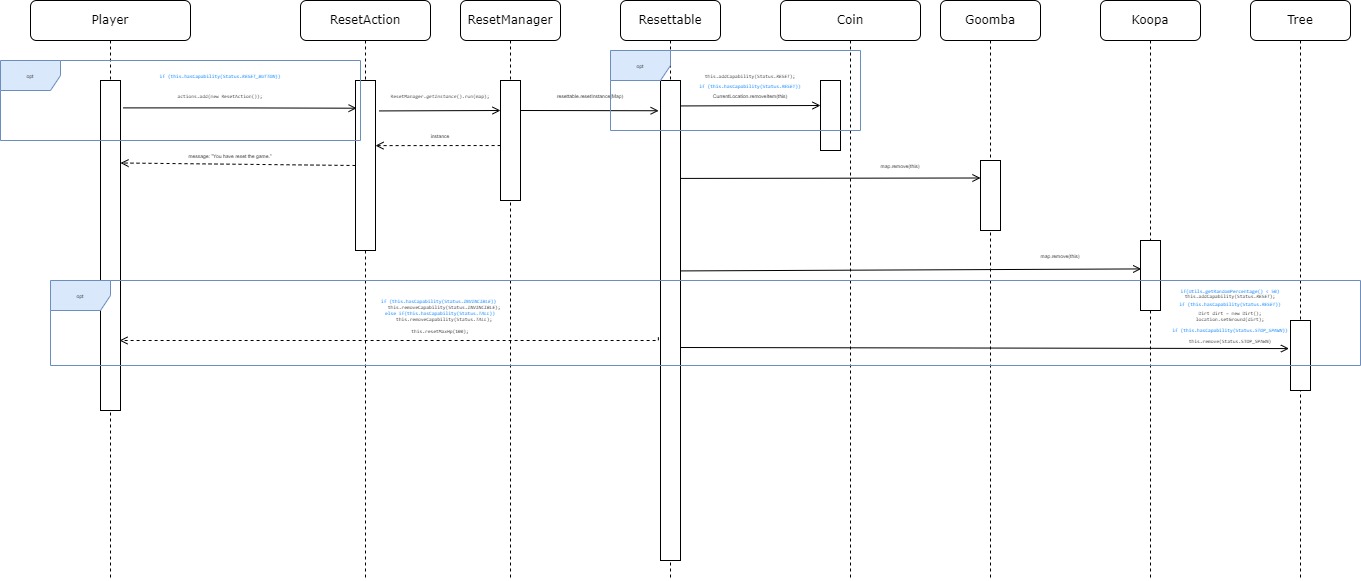 Player
ResetAction
ResetManager
Resettable
Coin
Goomba
Koopa
Tree
opt
if (this.hasCapability(Status.RESET_BUTTON))
actions.add(new ResetAction());
ResetManager.getInstance().run(map);
resettable.resetInstance(Map)
opt
this.addCapability(Status.RESET);
if (this.hasCapability(Status.RESET))
CurrentLocation.removeItem(this)
instance
message: "You have reset the game."
map.remove(this)
map.remove(this)
opt
if (this.hasCapability(Status.INVINCIBLE))
this.removeCapability(Status.INVINCIBLE);
else if(this.hasCapability(Status.TALL);
this.removeCapability(Status.TALL);
this.resetMaxHp(100);
if(Utils.getRandomPercentage() < 50)
this.addCapability(Status.RESET);
if (this.hasCapability(Status.RESET))
Dirt dirt = new Dirt();
location.setGround(dirt);
if (this.hasCapability(Status.STOP_SPAWN))
this.remove(Status.STOP_SPAWN)